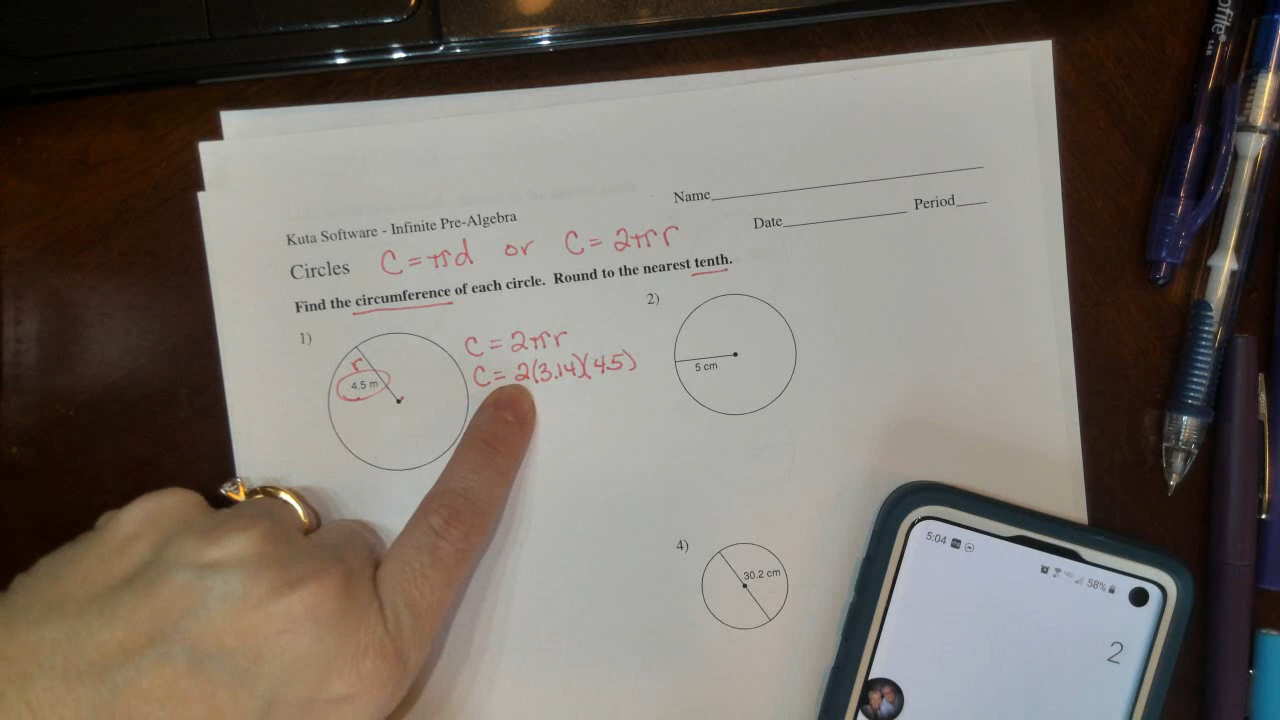 Name
Kuta Software - Infinite Pre-Algebra
Date Period
Circles C = πd or C = 2πr
Find the circumference of each circle. Round to the nearest tenth.
1)
r
4.5 m
C = 2πr
C = 2(3.14)(4.5)
2)
5 cm
4)
30.2 cm
5:04
58%
2